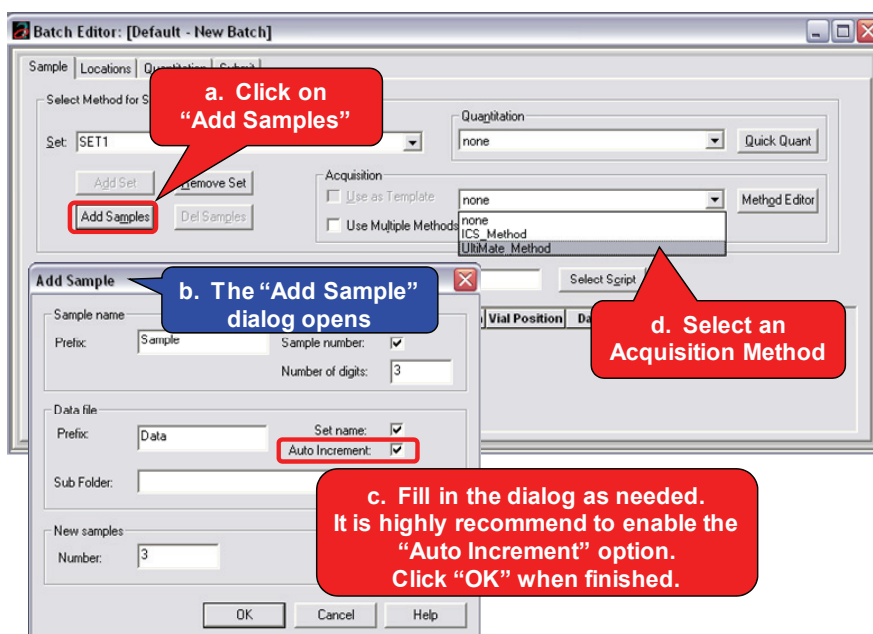 Batch Editor: [Default - New Batch]
Sample Locations Quantitation Submit
a. Click on
"Add Samples"
Select Method for S
Quantitation
Set: SET1
none
Quick Quant
Add Set
Remove Set
Acquisition
Use as Template
none
Method Editor
Add Samples
Del Samples
Use Multiple Methods
none
ICS_Method
UltiMate_Method
Select Script
Vial Position Da
d. Select an
Acquisition Method
Add Sample
b. The "Add Sample"
dialog opens
Sample name
Prefix: Sample
Sample number:
Number of digits: 3
Data file
Prefix: Data
Set name:
Auto Increment:
Sub Folder:
c. Fill in the dialog as needed.
It is highly recommend to enable the
"Auto Increment" option.
Click "OK" when finished.
New samples
Number: 3
OK Cancel Help